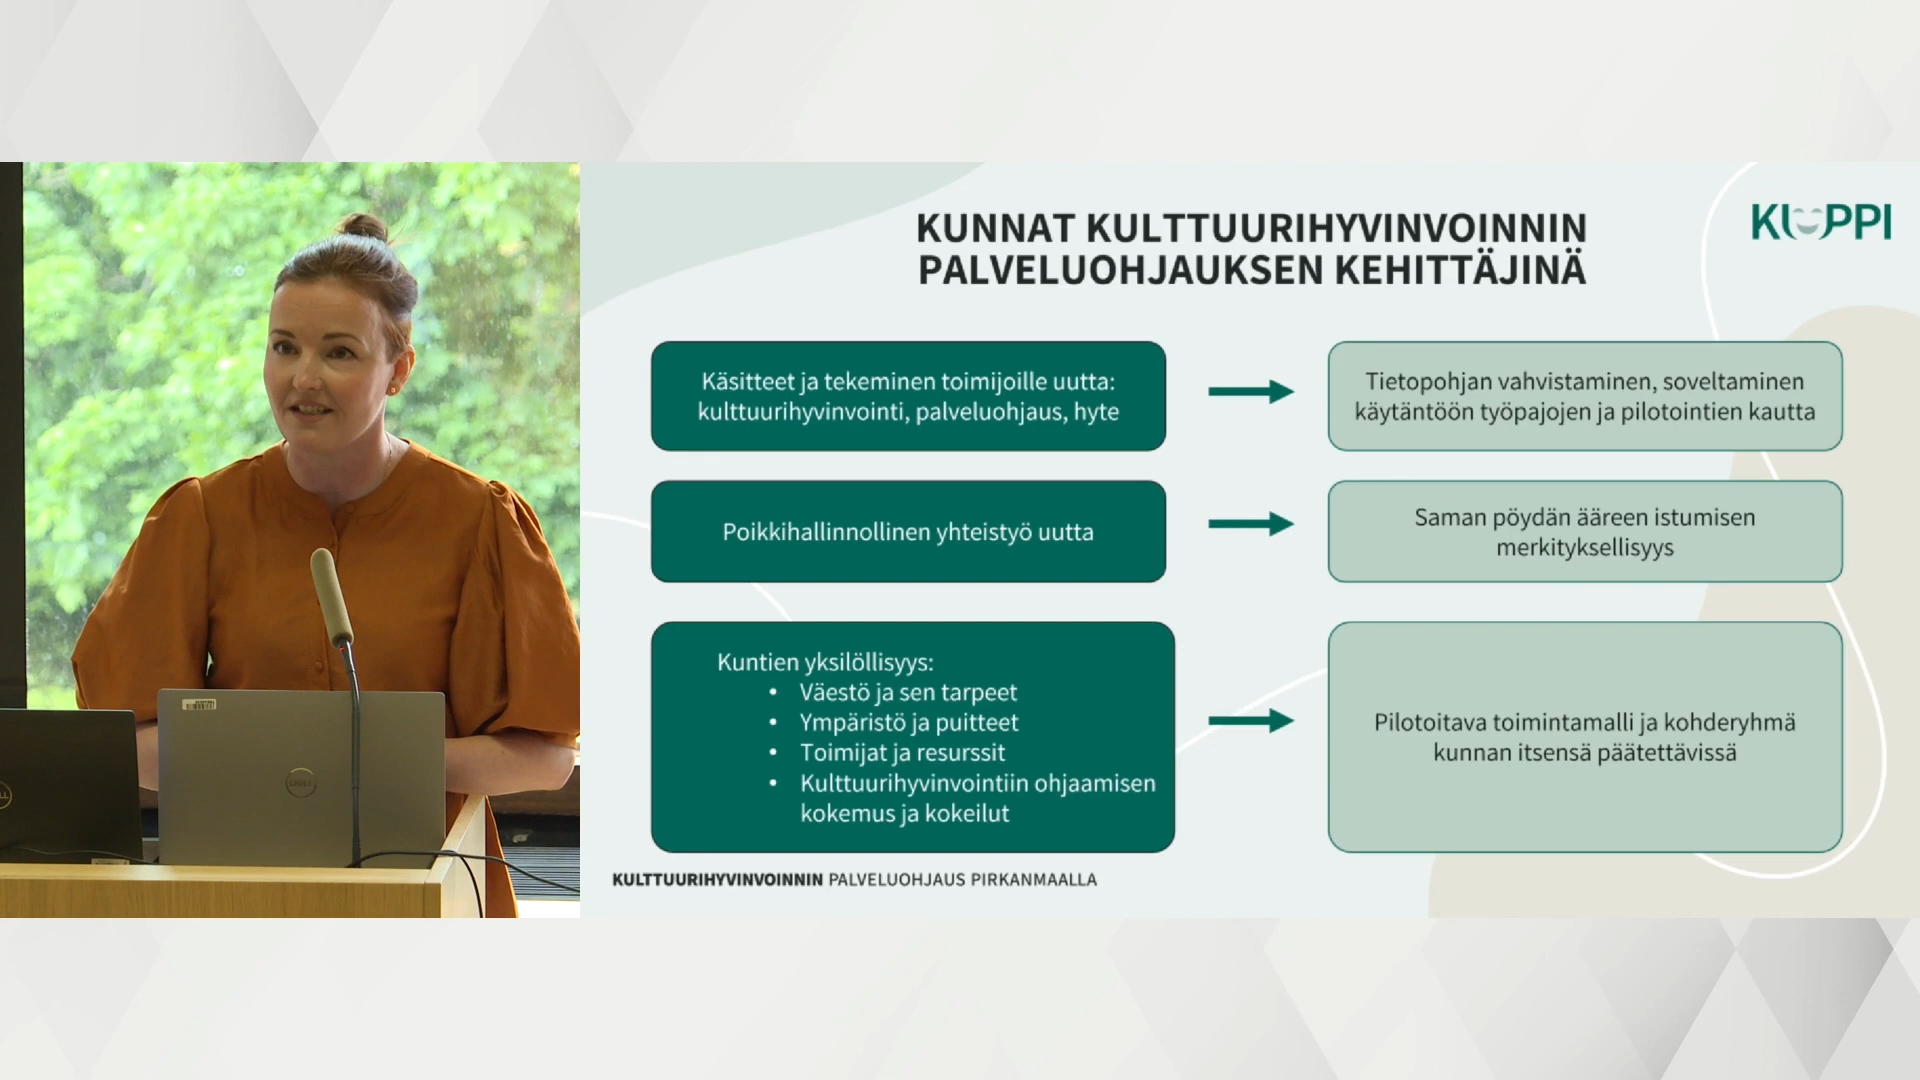 KUNNAT KULTTUURIHYVINVOINNIN
PALVELUOHJAUKSEN KEHITTÄJINÄ
KUPPI
Käsitteet ja tekeminen toimijoille uutta:
kulttuurihyvinvointi, palveluohjaus, hyte
Tietopohjan vahvistaminen, soveltaminen
käytäntöön työpajojen ja pilotointien kautta
Poikkihallinnollinen yhteistyö uutta
Saman pöydän ääreen istumisen
merkityksellisyys
Kuntien yksilöllisyys:
• Väestö ja sen tarpeet
• Ympäristö ja puitteet
• Toimijat ja resurssit
• Kulttuurihyvinvointiin ohjaamisen
kokemus ja kokeilut
Pilotoitava toimintamalli ja kohderyhmä
kunnan itsensä päätettävissä
KULTTUURIHYVINVOINNIN PALVELUOHJAUS PIRKANMAALLA
DELL